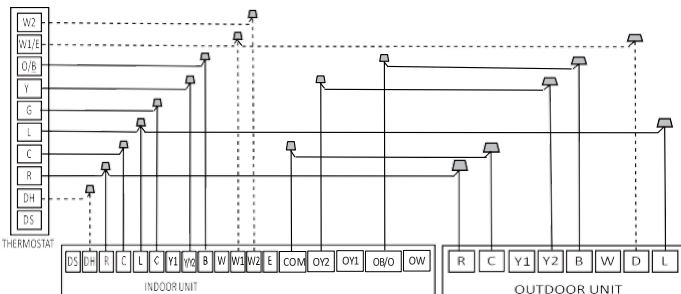 W2
W1/E
O/B
Y
G
L
C
R
DH
DS
THERMOSTAT
DS DH R C L G Y1 Y/Y2 B W W1 W2 E COM OY2 OY1 OB/O OW
INDOOR UNIT
R C Y1 Y2 B W D L
OUTDOOR UNIT